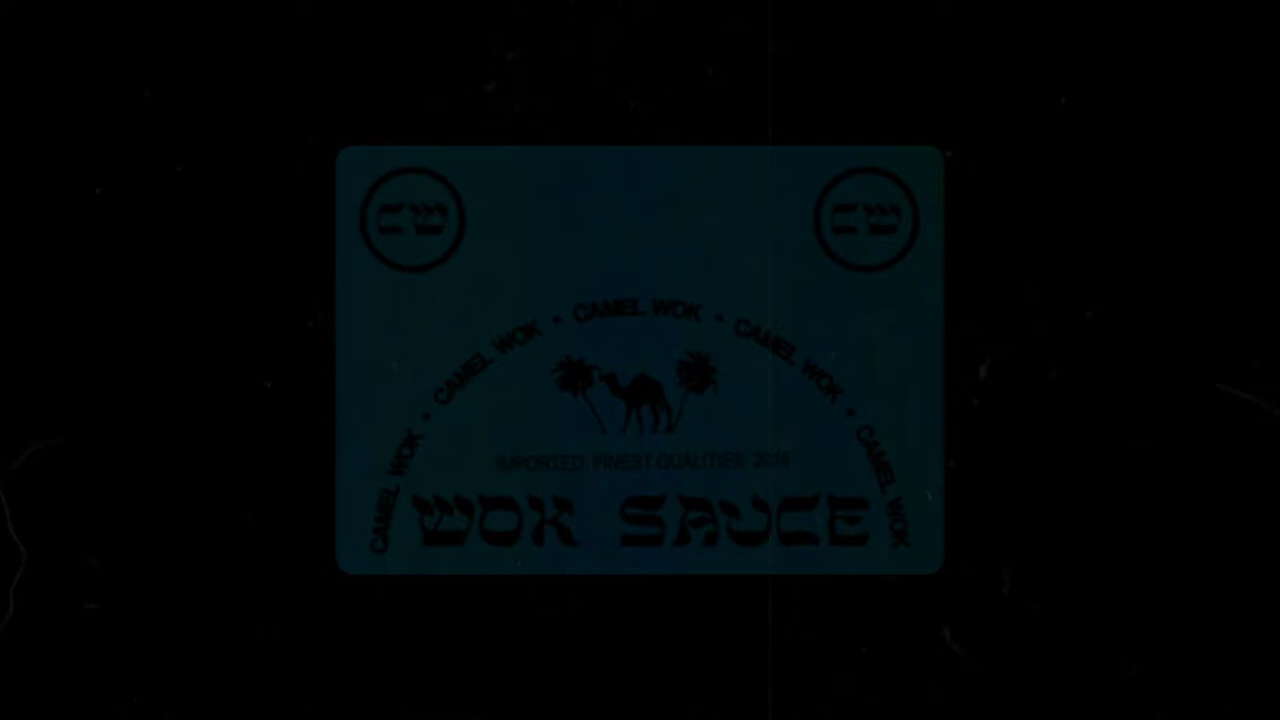 CW
CW
CAMEL WOK • CAMEL WOK • CAMEL WOK • CAMEL WOK • CAMEL WOK
IMPORTED. FINEST QUALITIES. 2018
WOK SAUCE